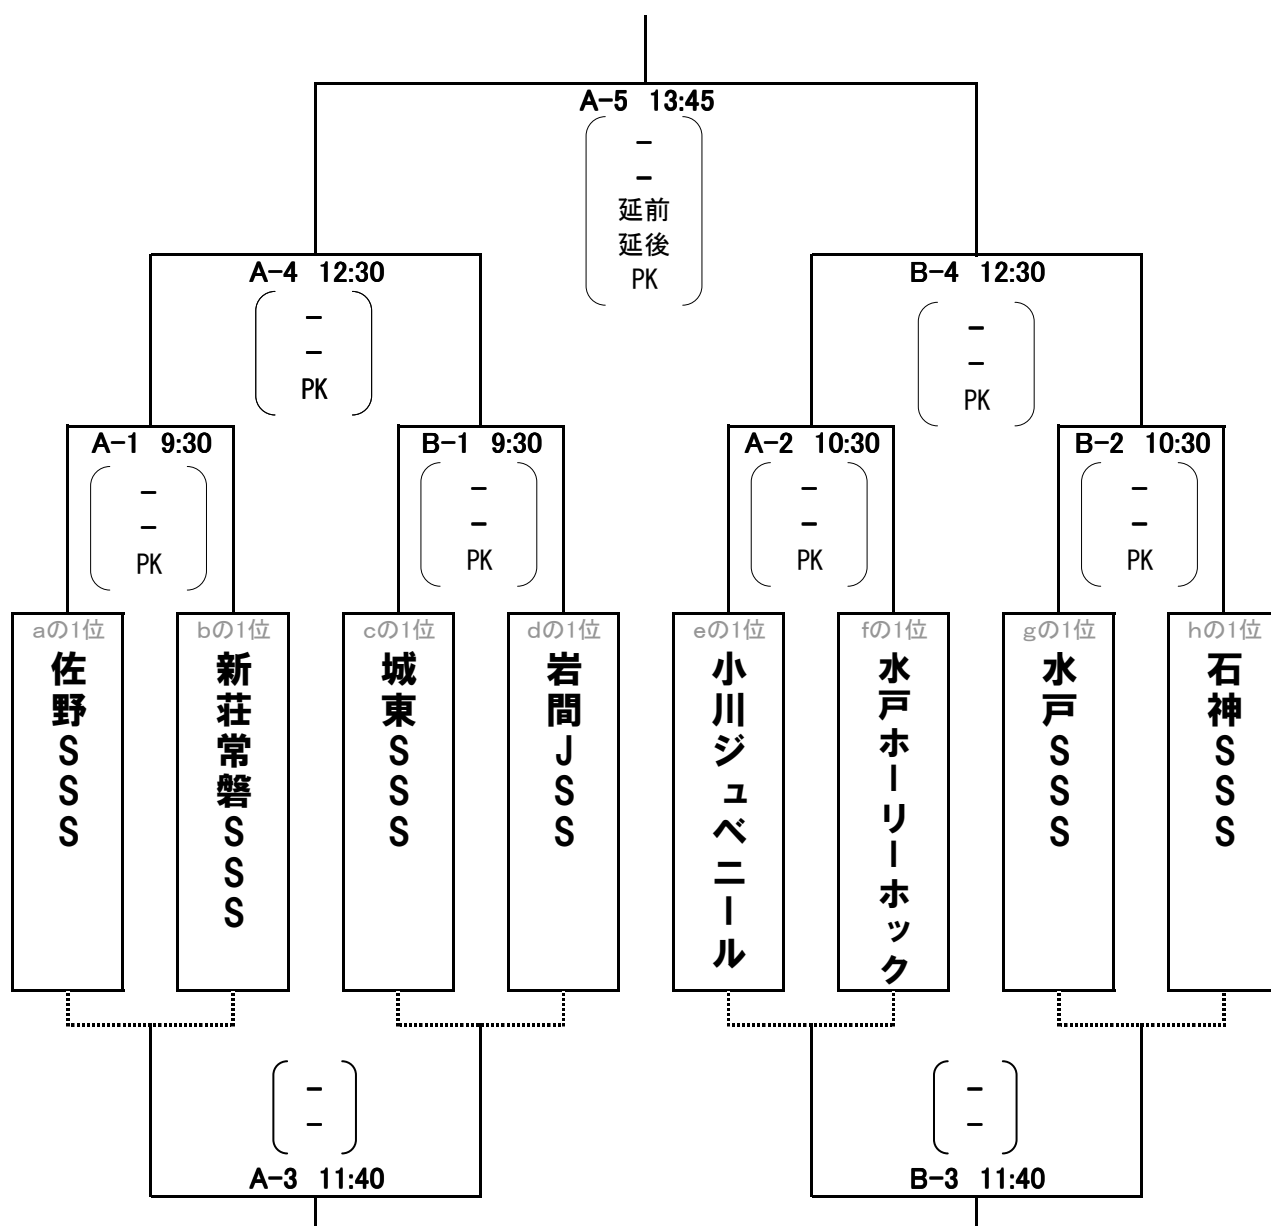 A-5 13:45
-
-
延前
延後
PK
A-4 12:30
-
-
PK
B-4 12:30
-
-
PK
A-1 9:30
-
-
PK
B-1 9:30
-
-
PK
A-2 10:30
-
-
PK
B-2 10:30
-
-
PK
aの1位
佐野SSS
bの1位
新荘常磐SSS
cの1位
城東SSS
dの1位
岩間JSS
eの1位
小川ジュベニール
fの1位
水戸ホーリーホック
gの1位
水戸SSS
hの1位
石神SSS
-
-
A-3 11:40
-
-
B-3 11:40